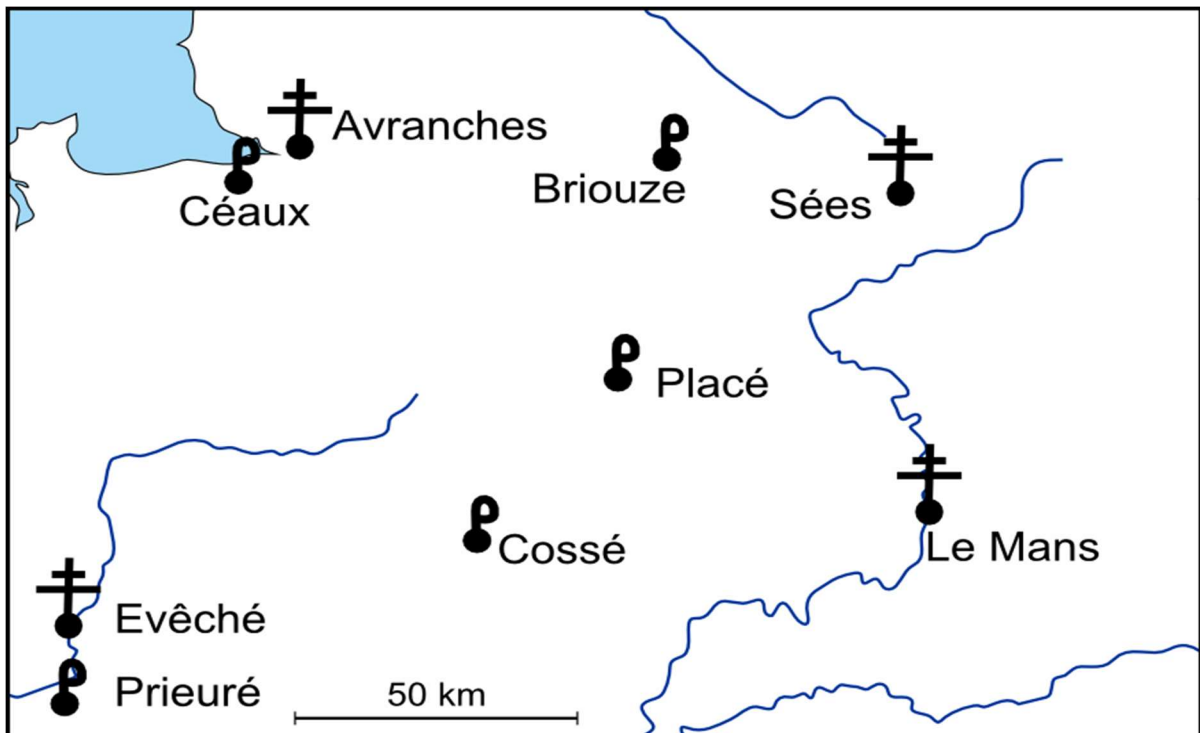 Avranches
Céaux
Briouze
Sées
Placé
Cossé
Le Mans
Evêché
Prieuré
50 km